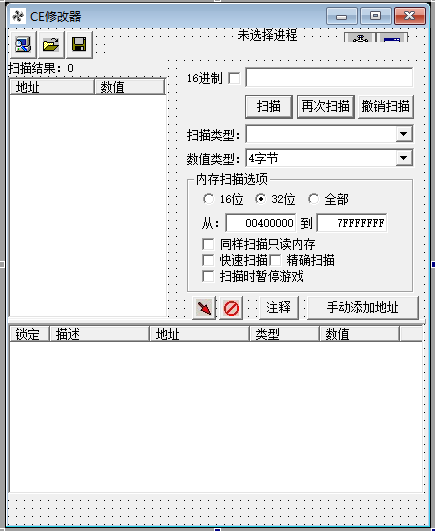 CE修改器
未选择进程
扫描结果: 0
地址 数值
16进制
扫描 再次扫描 撤销扫描
扫描类型:
数值类型: 4字节
内存扫描选项
16位 32位 全部
从: 00400000 到 7FFFFFFF
同样扫描只读内存
快速扫描 精确扫描
扫描时暂停游戏
注释 手动添加地址
锁定 描述 地址 类型 数值